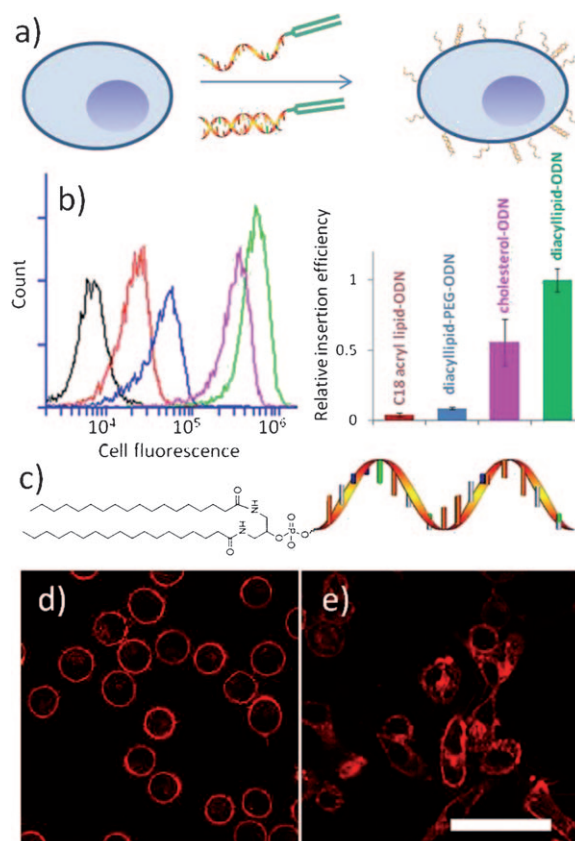 a)
b)
Count
10⁴
10⁵
10⁶
Cell fluorescence
Relative insertion efficiency
1
0.5
0
C18 acryl lipid-ODN
diacyllipid-PEG-ODN
cholesterol-ODN
diacyllipid-ODN
c)
O
H
N
N
H
O
O
O
P
O
O
d)
e)